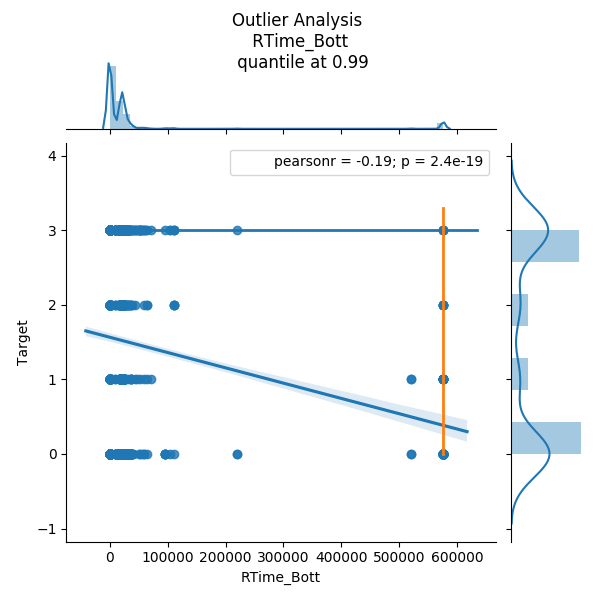 Outlier Analysis
RTime_Bott
quantile at 0.99
pearsonr = -0.19; p = 2.4e-19
4
3
2
1
0
−1
Target
0
100000
200000
300000
400000
500000
600000
RTime_Bott